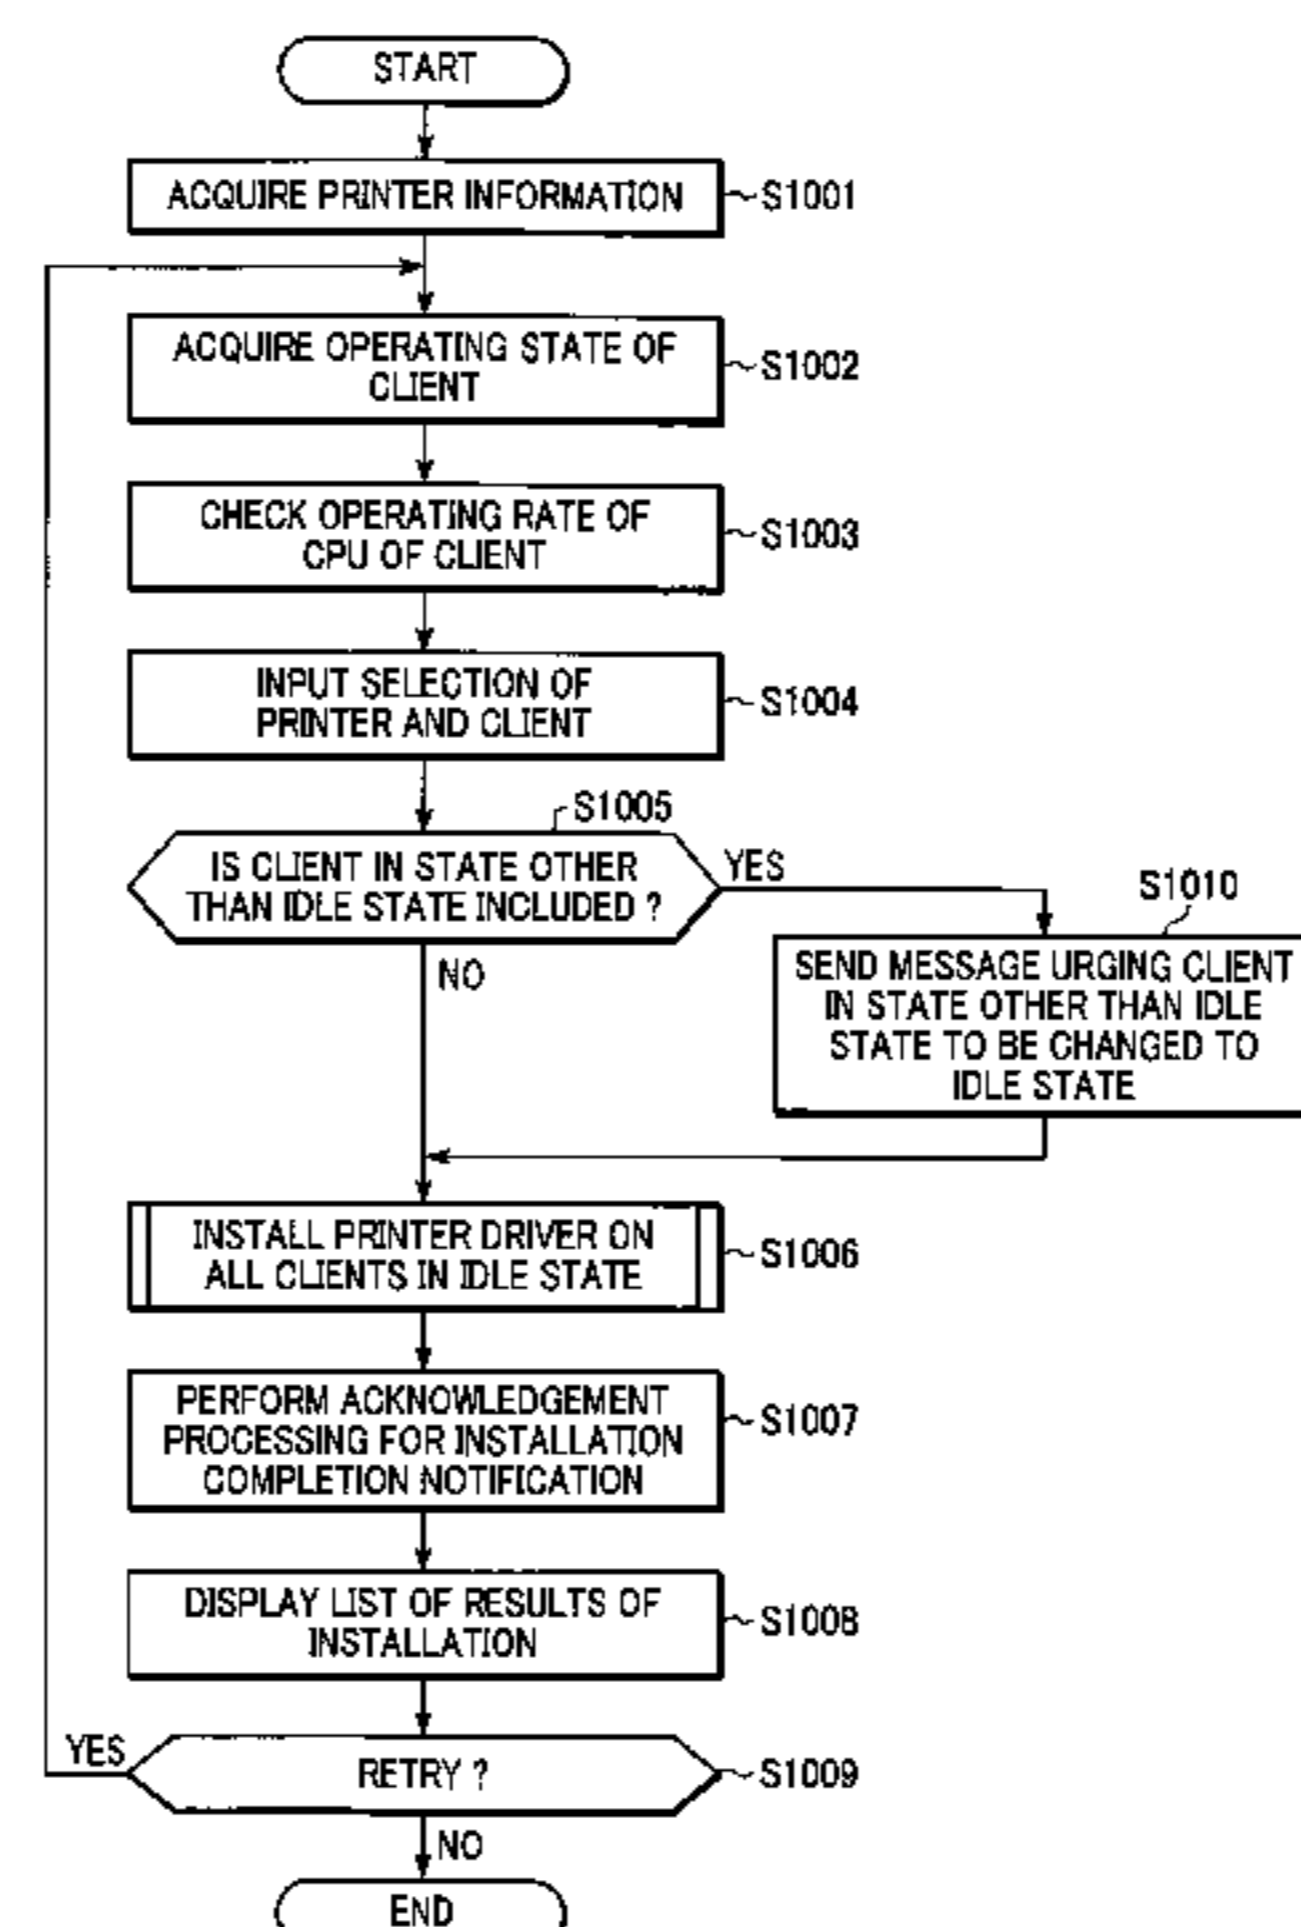 START
ACQUIRE PRINTER INFORMATION
S1001
ACQUIRE OPERATING STATE OF
CLIENT
S1002
CHECK OPERATING RATE OF
CPU OF CLIENT
S1003
INPUT SELECTION OF
PRINTER AND CLIENT
S1004
S1005
IS CLIENT IN STATE OTHER
THAN IDLE STATE INCLUDED ?
YES
NO
S1010
SEND MESSAGE URGING CLIENT
IN STATE OTHER THAN IDLE
STATE TO BE CHANGED TO
IDLE STATE
INSTALL PRINTER DRIVER ON
ALL CLIENTS IN IDLE STATE
S1006
PERFORM ACKNOWLEDGEMENT
PROCESSING FOR INSTALLATION
COMPLETION NOTIFICATION
S1007
DISPLAY LIST OF RESULTS OF
INSTALLATION
S1008
YES
RETRY ?
S1009
NO
END